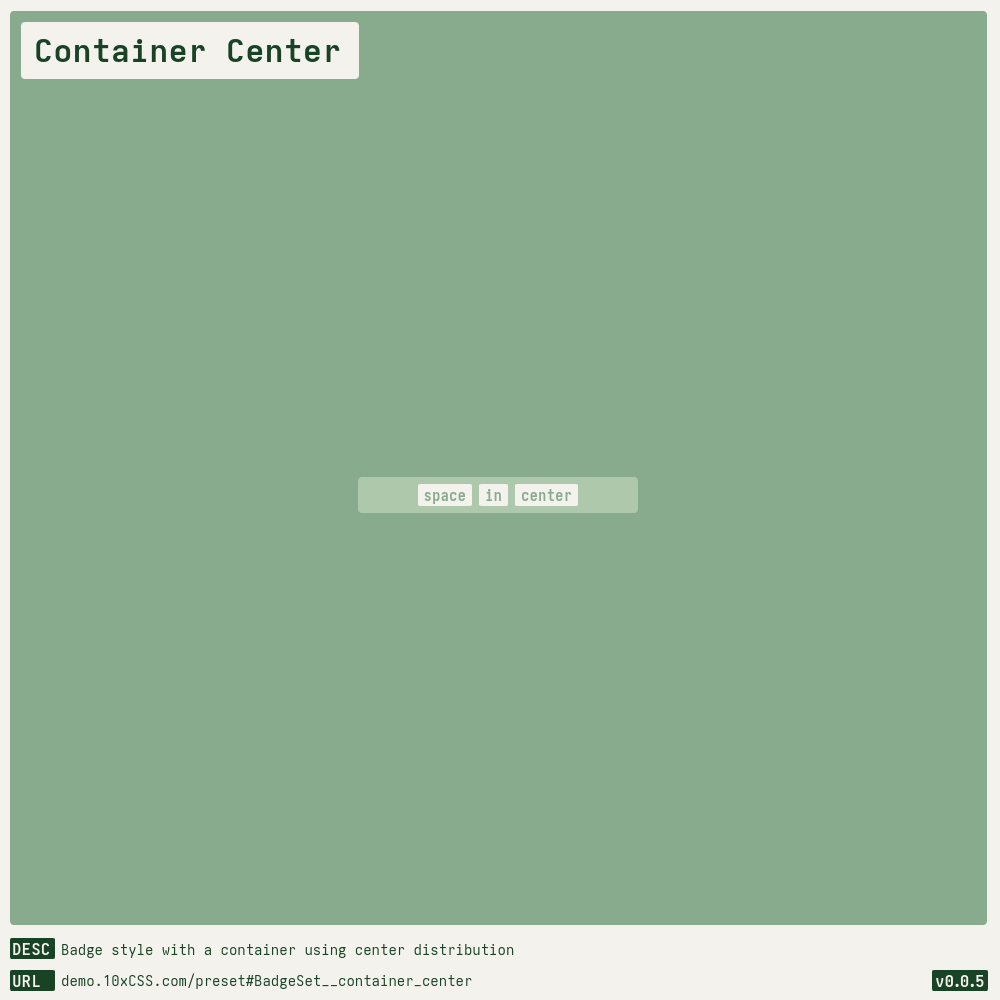 Container Center
space in center
DESC Badge style with a container using center distribution
URL demo.10xCSS.com/preset#BadgeSet__container_center v0.0.5